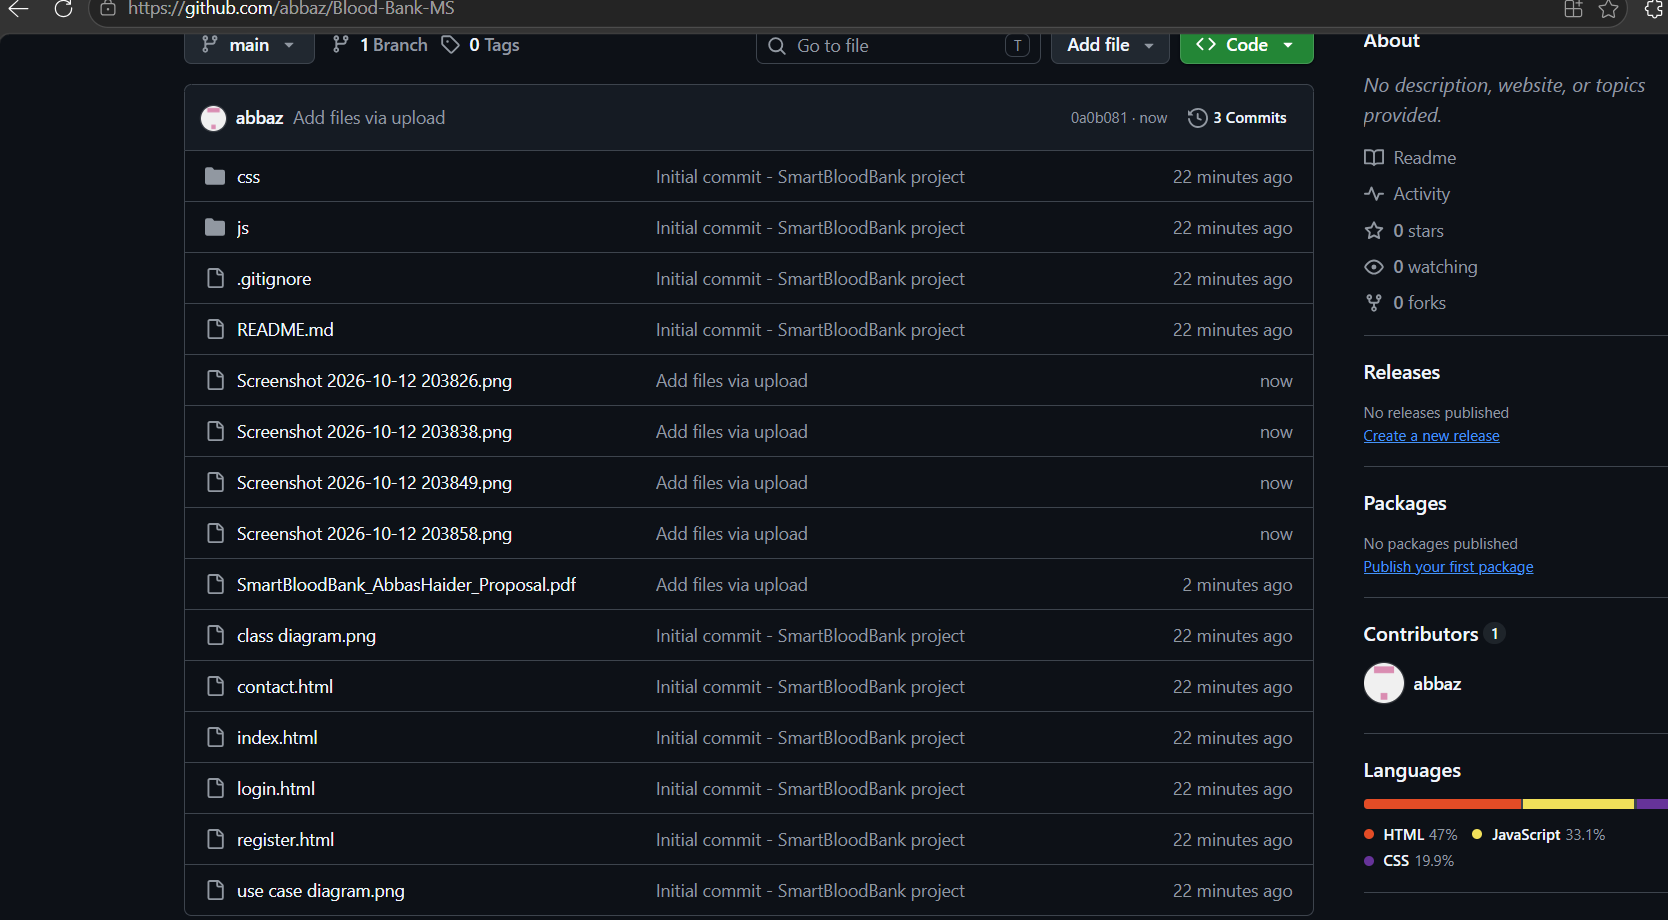 https://github.com/abbaz/Blood-Bank-MS
main 1 Branch 0 Tags Go to file T Add file Code
abbaz Add files via upload 0a0b081 · now 3 Commits
css Initial commit - SmartBloodBank project 22 minutes ago
js Initial commit - SmartBloodBank project 22 minutes ago
.gitignore Initial commit - SmartBloodBank project 22 minutes ago
README.md Initial commit - SmartBloodBank project 22 minutes ago
Screenshot 2026-10-12 203826.png Add files via upload now
Screenshot 2026-10-12 203838.png Add files via upload now
Screenshot 2026-10-12 203849.png Add files via upload now
Screenshot 2026-10-12 203858.png Add files via upload now
SmartBloodBank_AbbasHaider_Proposal.pdf Add files via upload 2 minutes ago
class diagram.png Initial commit - SmartBloodBank project 22 minutes ago
contact.html Initial commit - SmartBloodBank project 22 minutes ago
index.html Initial commit - SmartBloodBank project 22 minutes ago
login.html Initial commit - SmartBloodBank project 22 minutes ago
register.html Initial commit - SmartBloodBank project 22 minutes ago
use case diagram.png Initial commit - SmartBloodBank project 22 minutes ago
About
No description, website, or topics
provided.
Readme
Activity
0 stars
0 watching
0 forks
Releases
No releases published
Create a new release
Packages
No packages published
Publish your first package
Contributors 1
abbaz
Languages
HTML 47% JavaScript 33.1%
CSS 19.9%